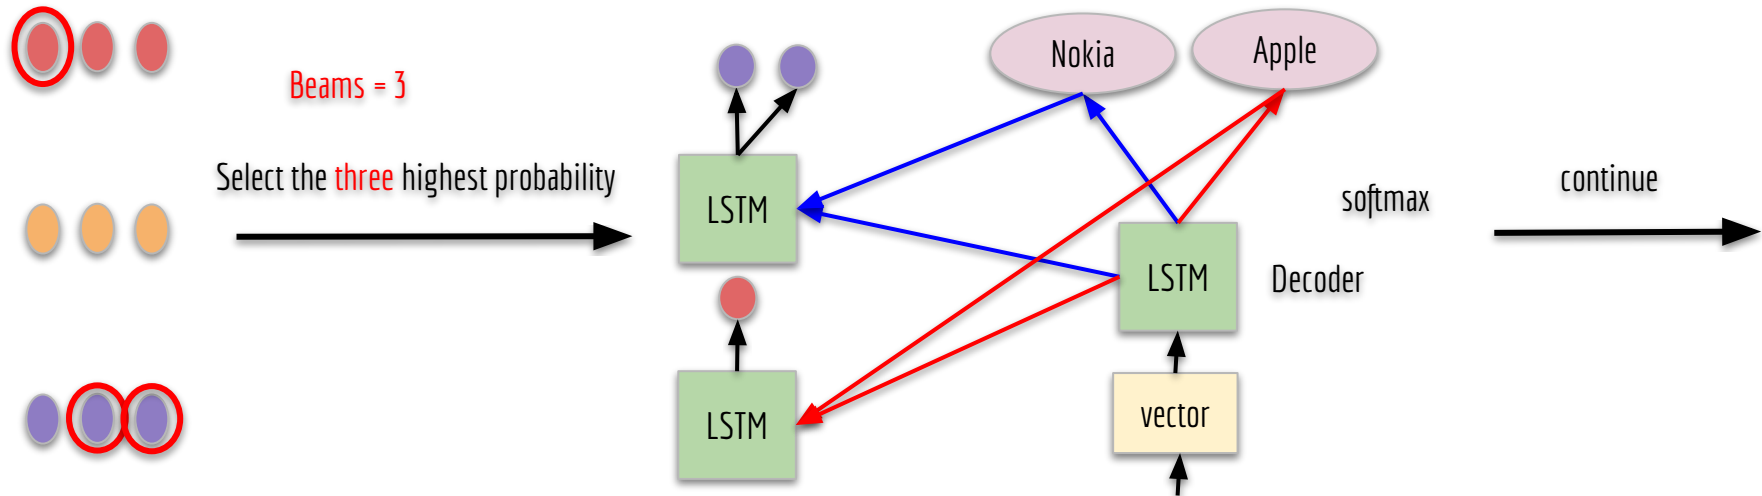 Beams = 3
Select the three highest probability
Nokia
Apple
LSTM
LSTM
LSTM
softmax
Decoder
vector
continue